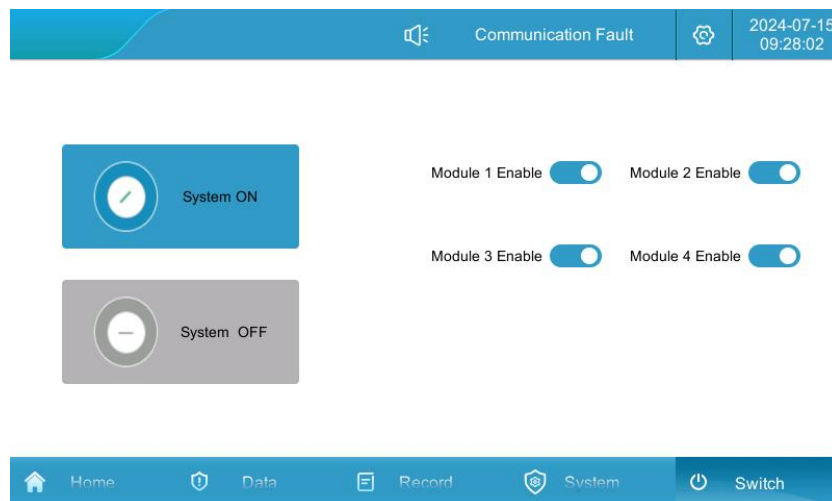 Communication Fault
2024-07-15
09:28:02
System ON
Module 1 Enable
Module 2 Enable
Module 3 Enable
Module 4 Enable
System OFF
Home
Data
Record
System
Switch